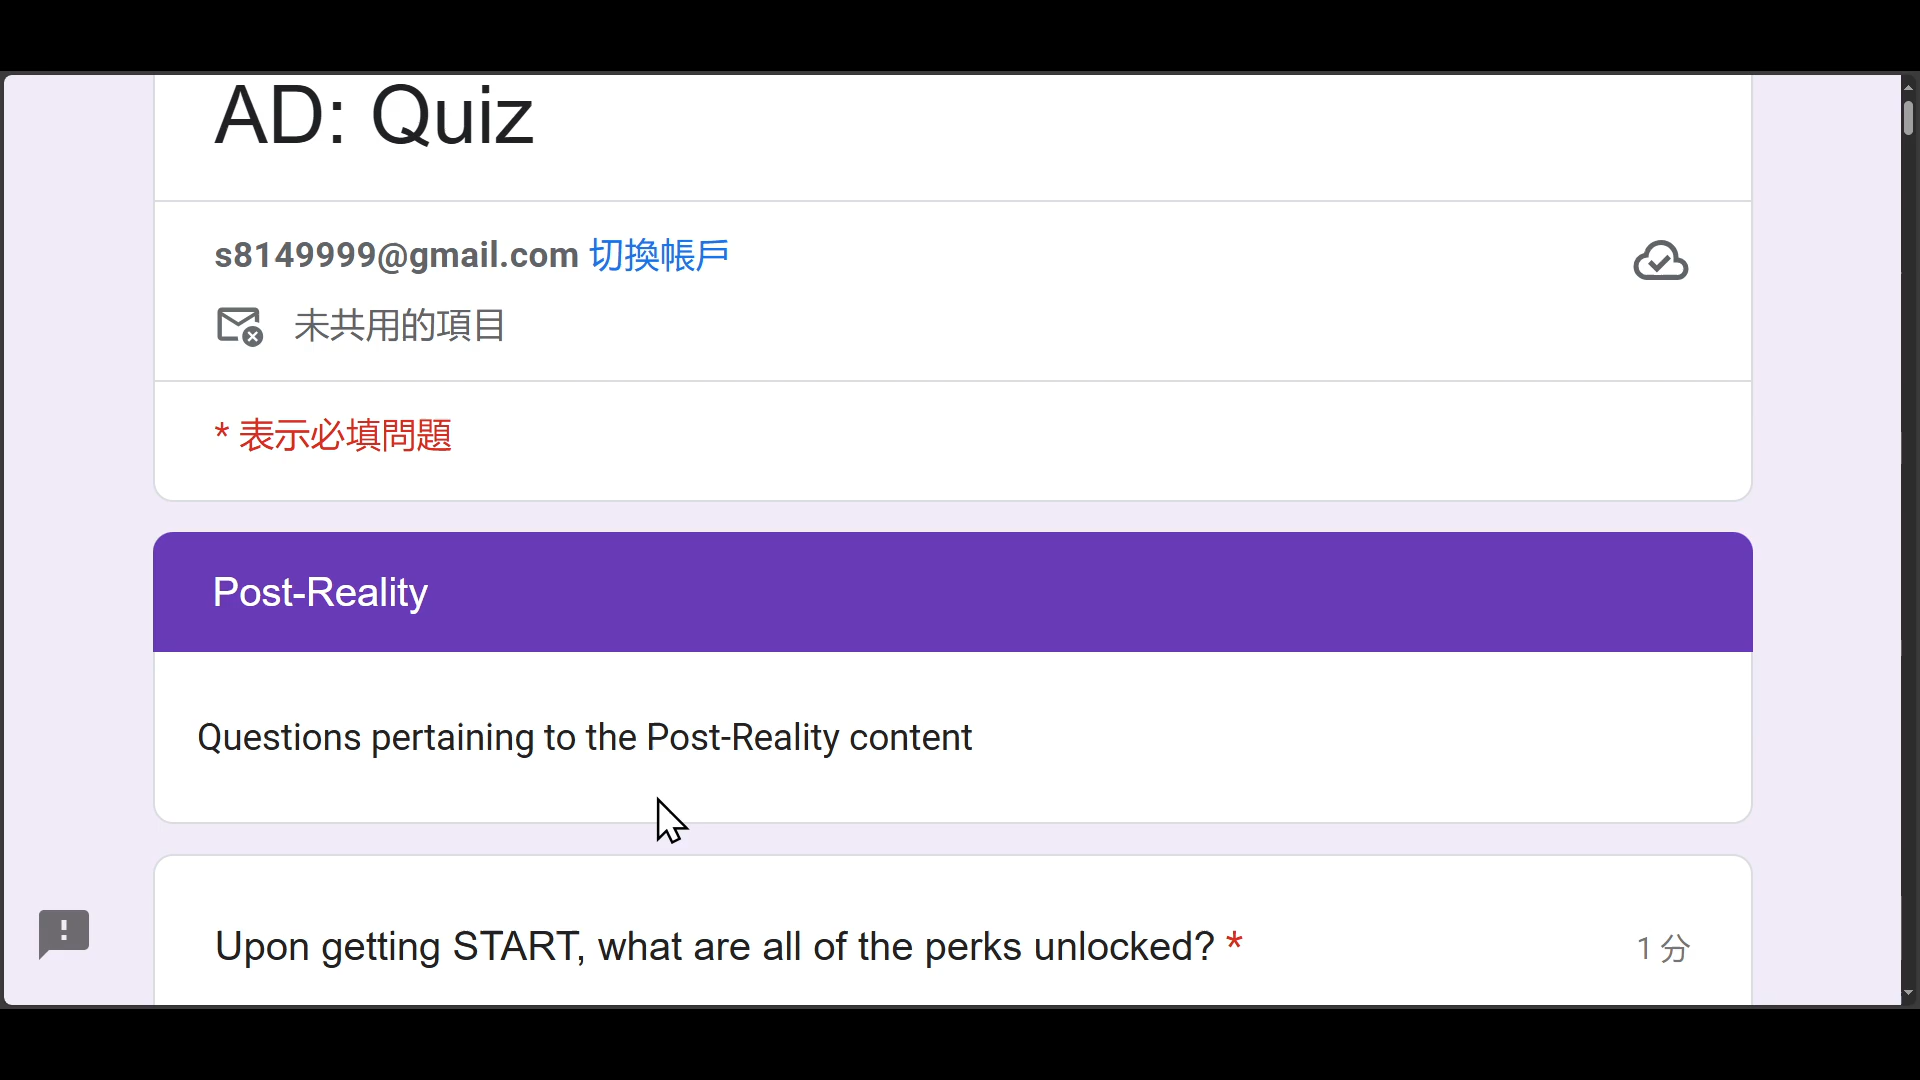 AD: Quiz
s8149999@gmail.com 切換帳戶
未共用的項目
* 表示必填問題
Post-Reality
Questions pertaining to the Post-Reality content
Upon getting START, what are all of the perks unlocked? *
1 分